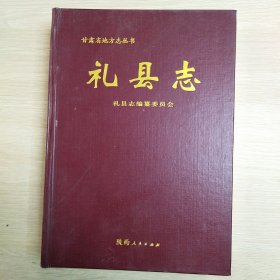 甘肃省地方志丛书
礼县志
礼县志编纂委员会
陕西人民出版社